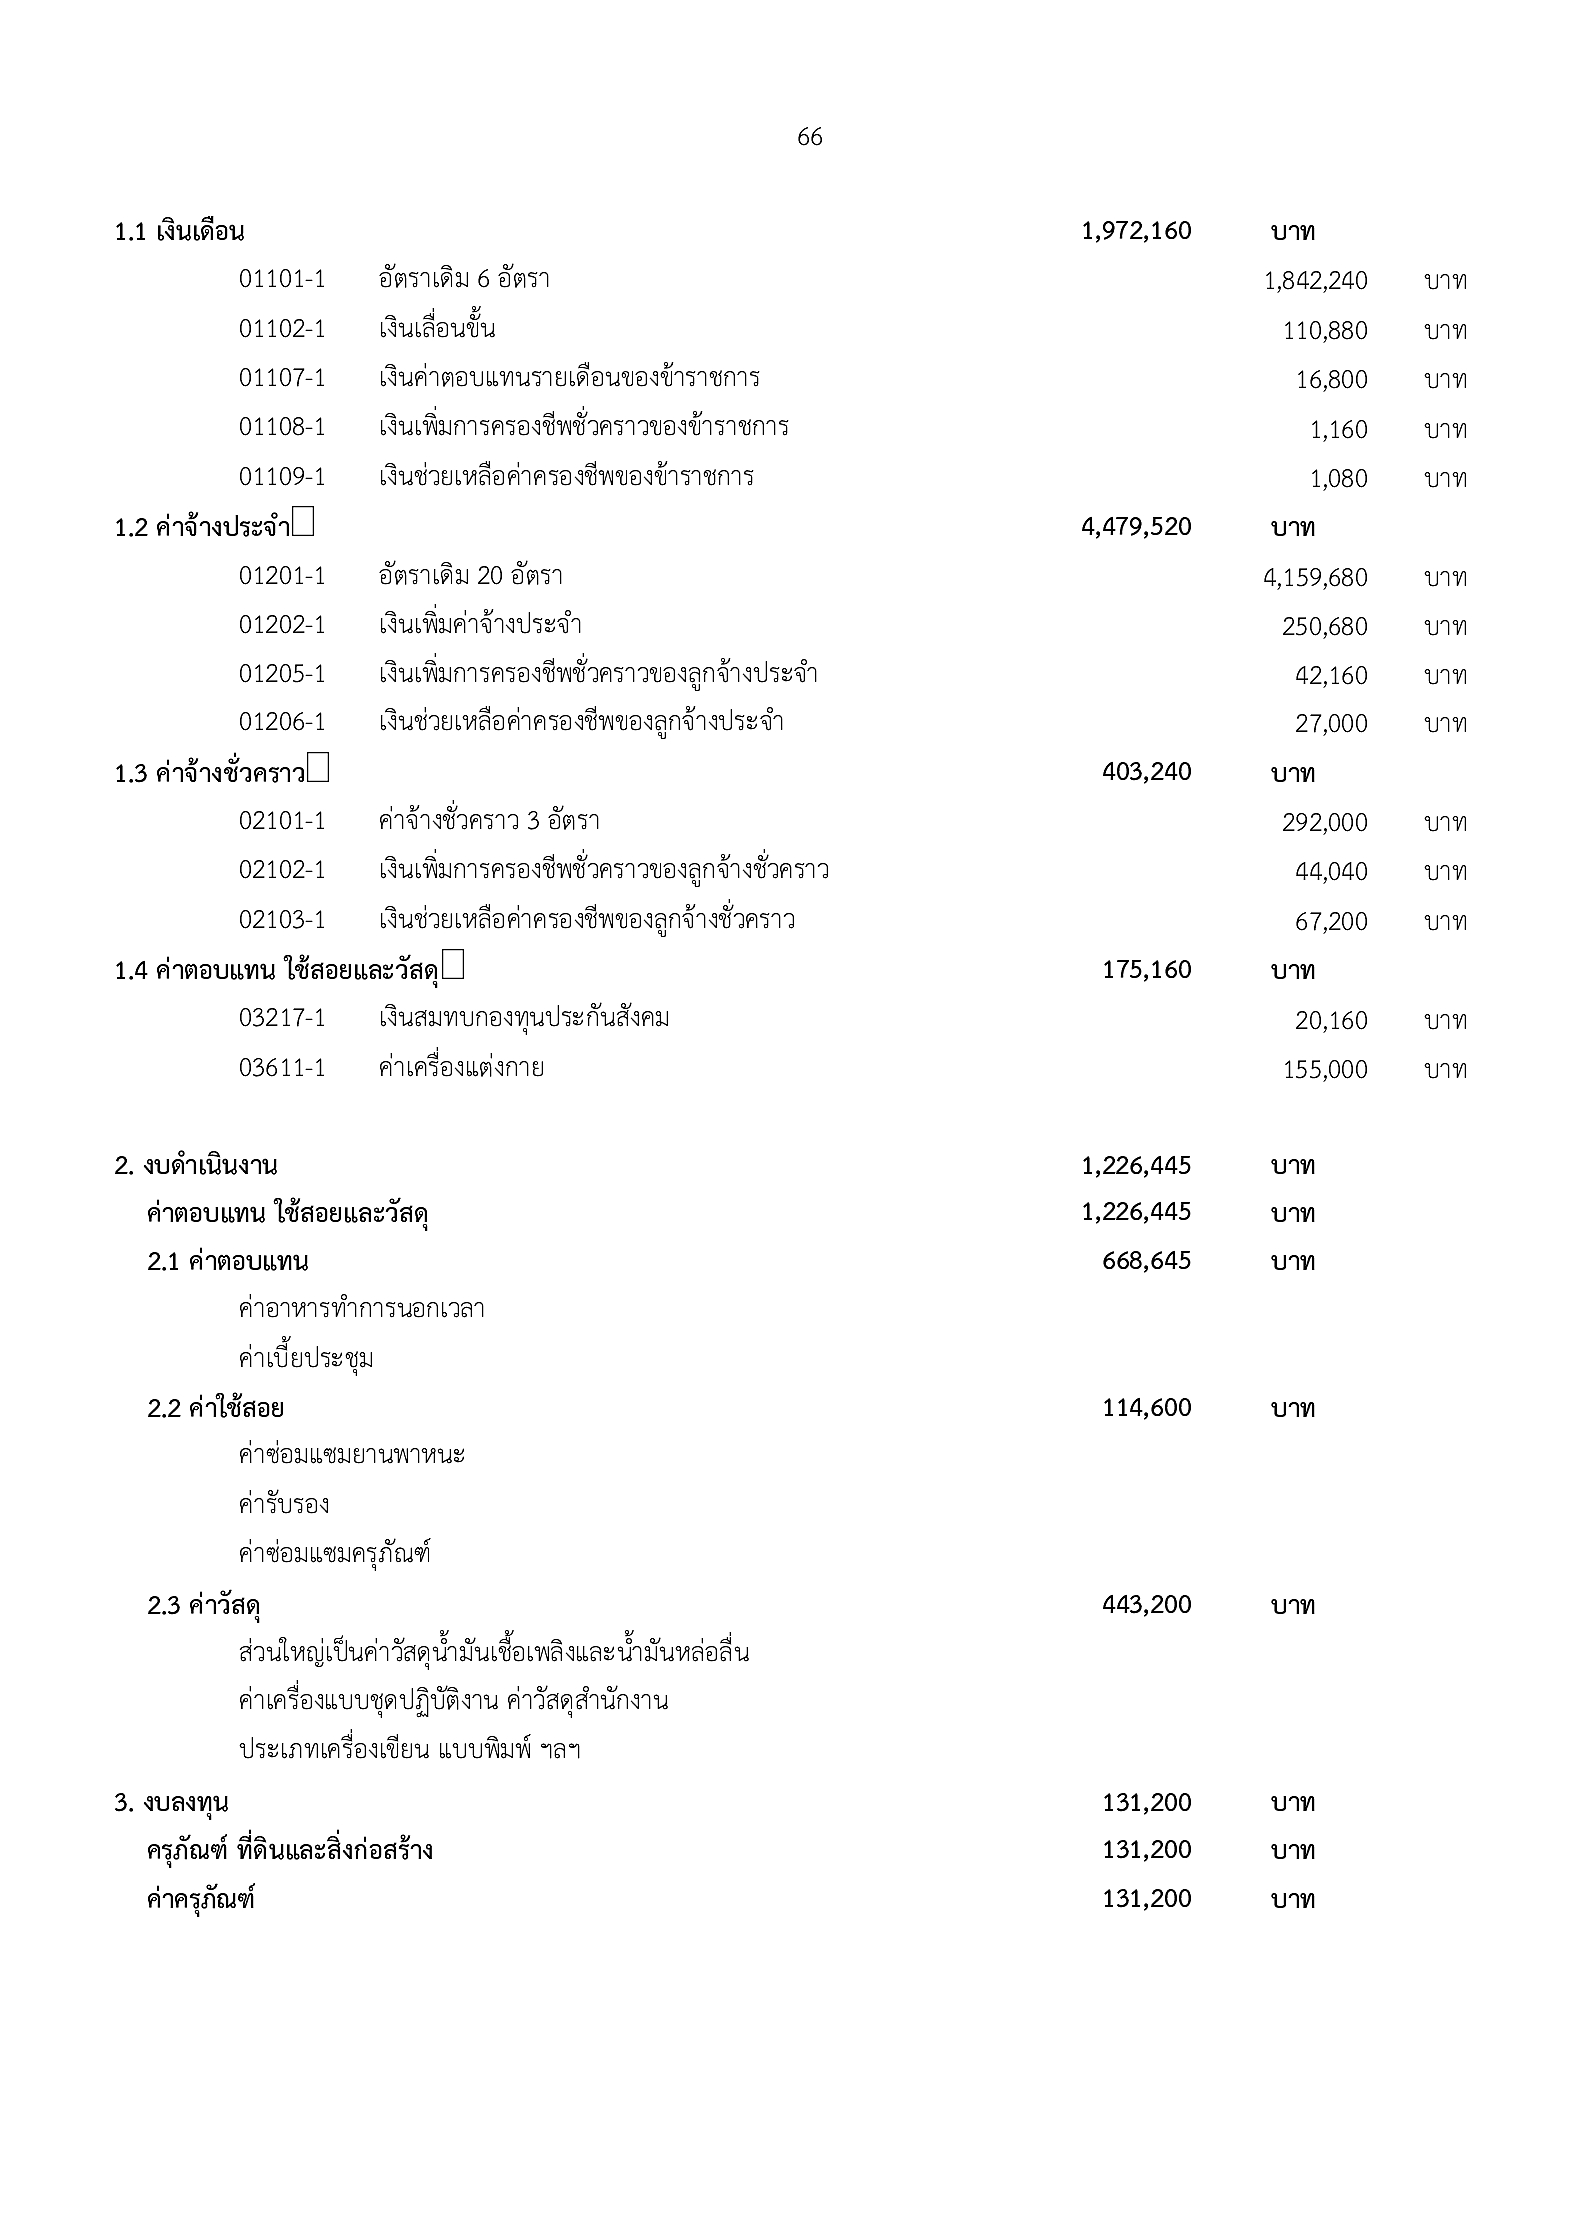 66
1.1 เงินเดือน 1,972,160 บาท
01101-1 อัตราเดิม 6 อัตรา 1,842,240 บาท
01102-1 เงินเลื่อนขั้น 110,880 บาท
01107-1 เงินค่าตอบแทนรายเดือนของข้าราชการ 16,800 บาท
01108-1 เงินเพิ่มการครองชีพชั่วคราวของข้าราชการ 1,160 บาท
01109-1 เงินช่วยเหลือค่าครองชีพของข้าราชการ 1,080 บาท
1.2 ค่าจ้างประจำ 4,479,520 บาท
01201-1 อัตราเดิม 20 อัตรา 4,159,680 บาท
01202-1 เงินเพิ่มค่าจ้างประจำ 250,680 บาท
01205-1 เงินเพิ่มการครองชีพชั่วคราวของลูกจ้างประจำ 42,160 บาท
01206-1 เงินช่วยเหลือค่าครองชีพของลูกจ้างประจำ 27,000 บาท
1.3 ค่าจ้างชั่วคราว 403,240 บาท
02101-1 ค่าจ้างชั่วคราว 3 อัตรา 292,000 บาท
02102-1 เงินเพิ่มการครองชีพชั่วคราวของลูกจ้างชั่วคราว 44,040 บาท
02103-1 เงินช่วยเหลือค่าครองชีพของลูกจ้างชั่วคราว 67,200 บาท
1.4 ค่าตอบแทน ใช้สอยและวัสดุ 175,160 บาท
03217-1 เงินสมทบกองทุนประกันสังคม 20,160 บาท
03611-1 ค่าเครื่องแต่งกาย 155,000 บาท
2. งบดำเนินงาน 1,226,445 บาท
ค่าตอบแทน ใช้สอยและวัสดุ 1,226,445 บาท
2.1 ค่าตอบแทน 668,645 บาท
ค่าอาหารทำการนอกเวลา
ค่าเบี้ยประชุม
2.2 ค่าใช้สอย 114,600 บาท
ค่าซ่อมแซมยานพาหนะ
ค่ารับรอง
ค่าซ่อมแซมครุภัณฑ์
2.3 ค่าวัสดุ 443,200 บาท
ส่วนใหญ่เป็นค่าวัสดุน้ำมันเชื้อเพลิงและน้ำมันหล่อลื่น
ค่าเครื่องแบบชุดปฏิบัติงาน ค่าวัสดุสำนักงาน
ประเภทเครื่องเขียน แบบพิมพ์ ฯลฯ
3. งบลงทุน 131,200 บาท
ครุภัณฑ์ ที่ดินและสิ่งก่อสร้าง 131,200 บาท
ค่าครุภัณฑ์ 131,200 บาท